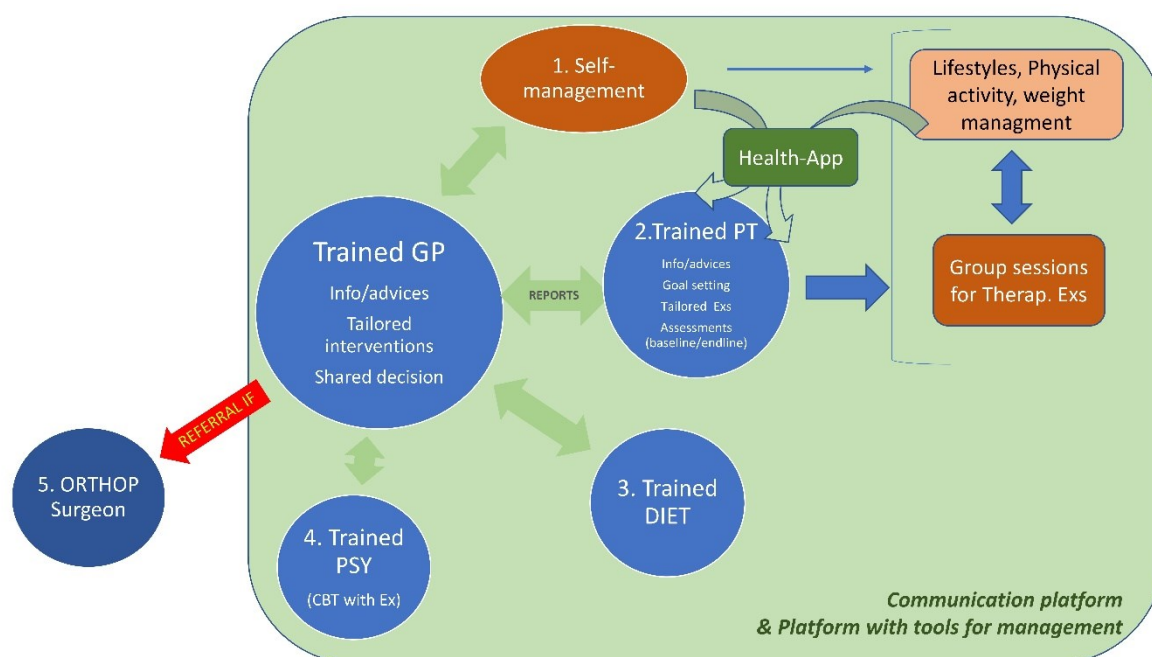 1. Self-
management
Lifestyles, Physical
activity, weight
managment
Health-App
Trained GP
Info/advices
Tailored
interventions
Shared decision
REPORTS
2.Trained PT
Info/advices
Goal setting
Tailored Exs
Assessments
(baseline/endline)
Group sessions
for Therap. Exs
REFERRAL IF
5. ORTHOP
Surgeon
4. Trained
PSY
(CBT with Ex)
3. Trained
DIET
Communication platform
& Platform with tools for management